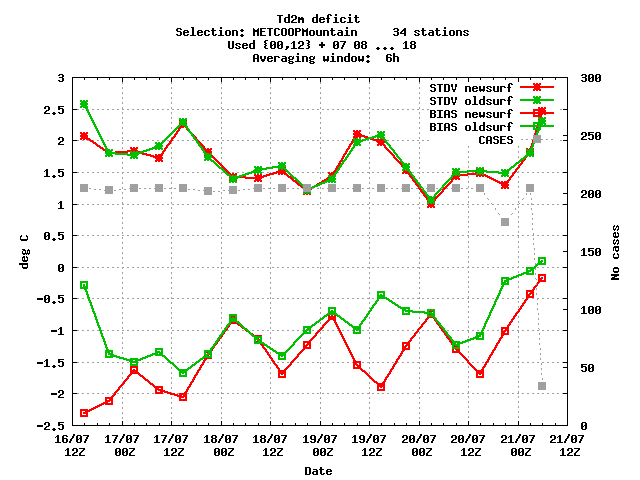 Td2m deficit
Selection: METCOOPMountain 34 stations
Used {00,12} + 07 08 ... 18
Averaging window: 6h
STDV newsurf
STDV oldsurf
BIAS newsurf
BIAS oldsurf
CASES
3
2.5
2
1.5
1
0.5
0
-0.5
-1
-1.5
-2
-2.5
deg C
300
250
200
150
100
50
0
No cases
16/07 17/07 17/07 18/07 18/07 19/07 19/07 20/07 20/07 21/07 21/07
12Z 00Z 12Z 00Z 12Z 00Z 12Z 00Z 12Z 00Z 12Z
Date